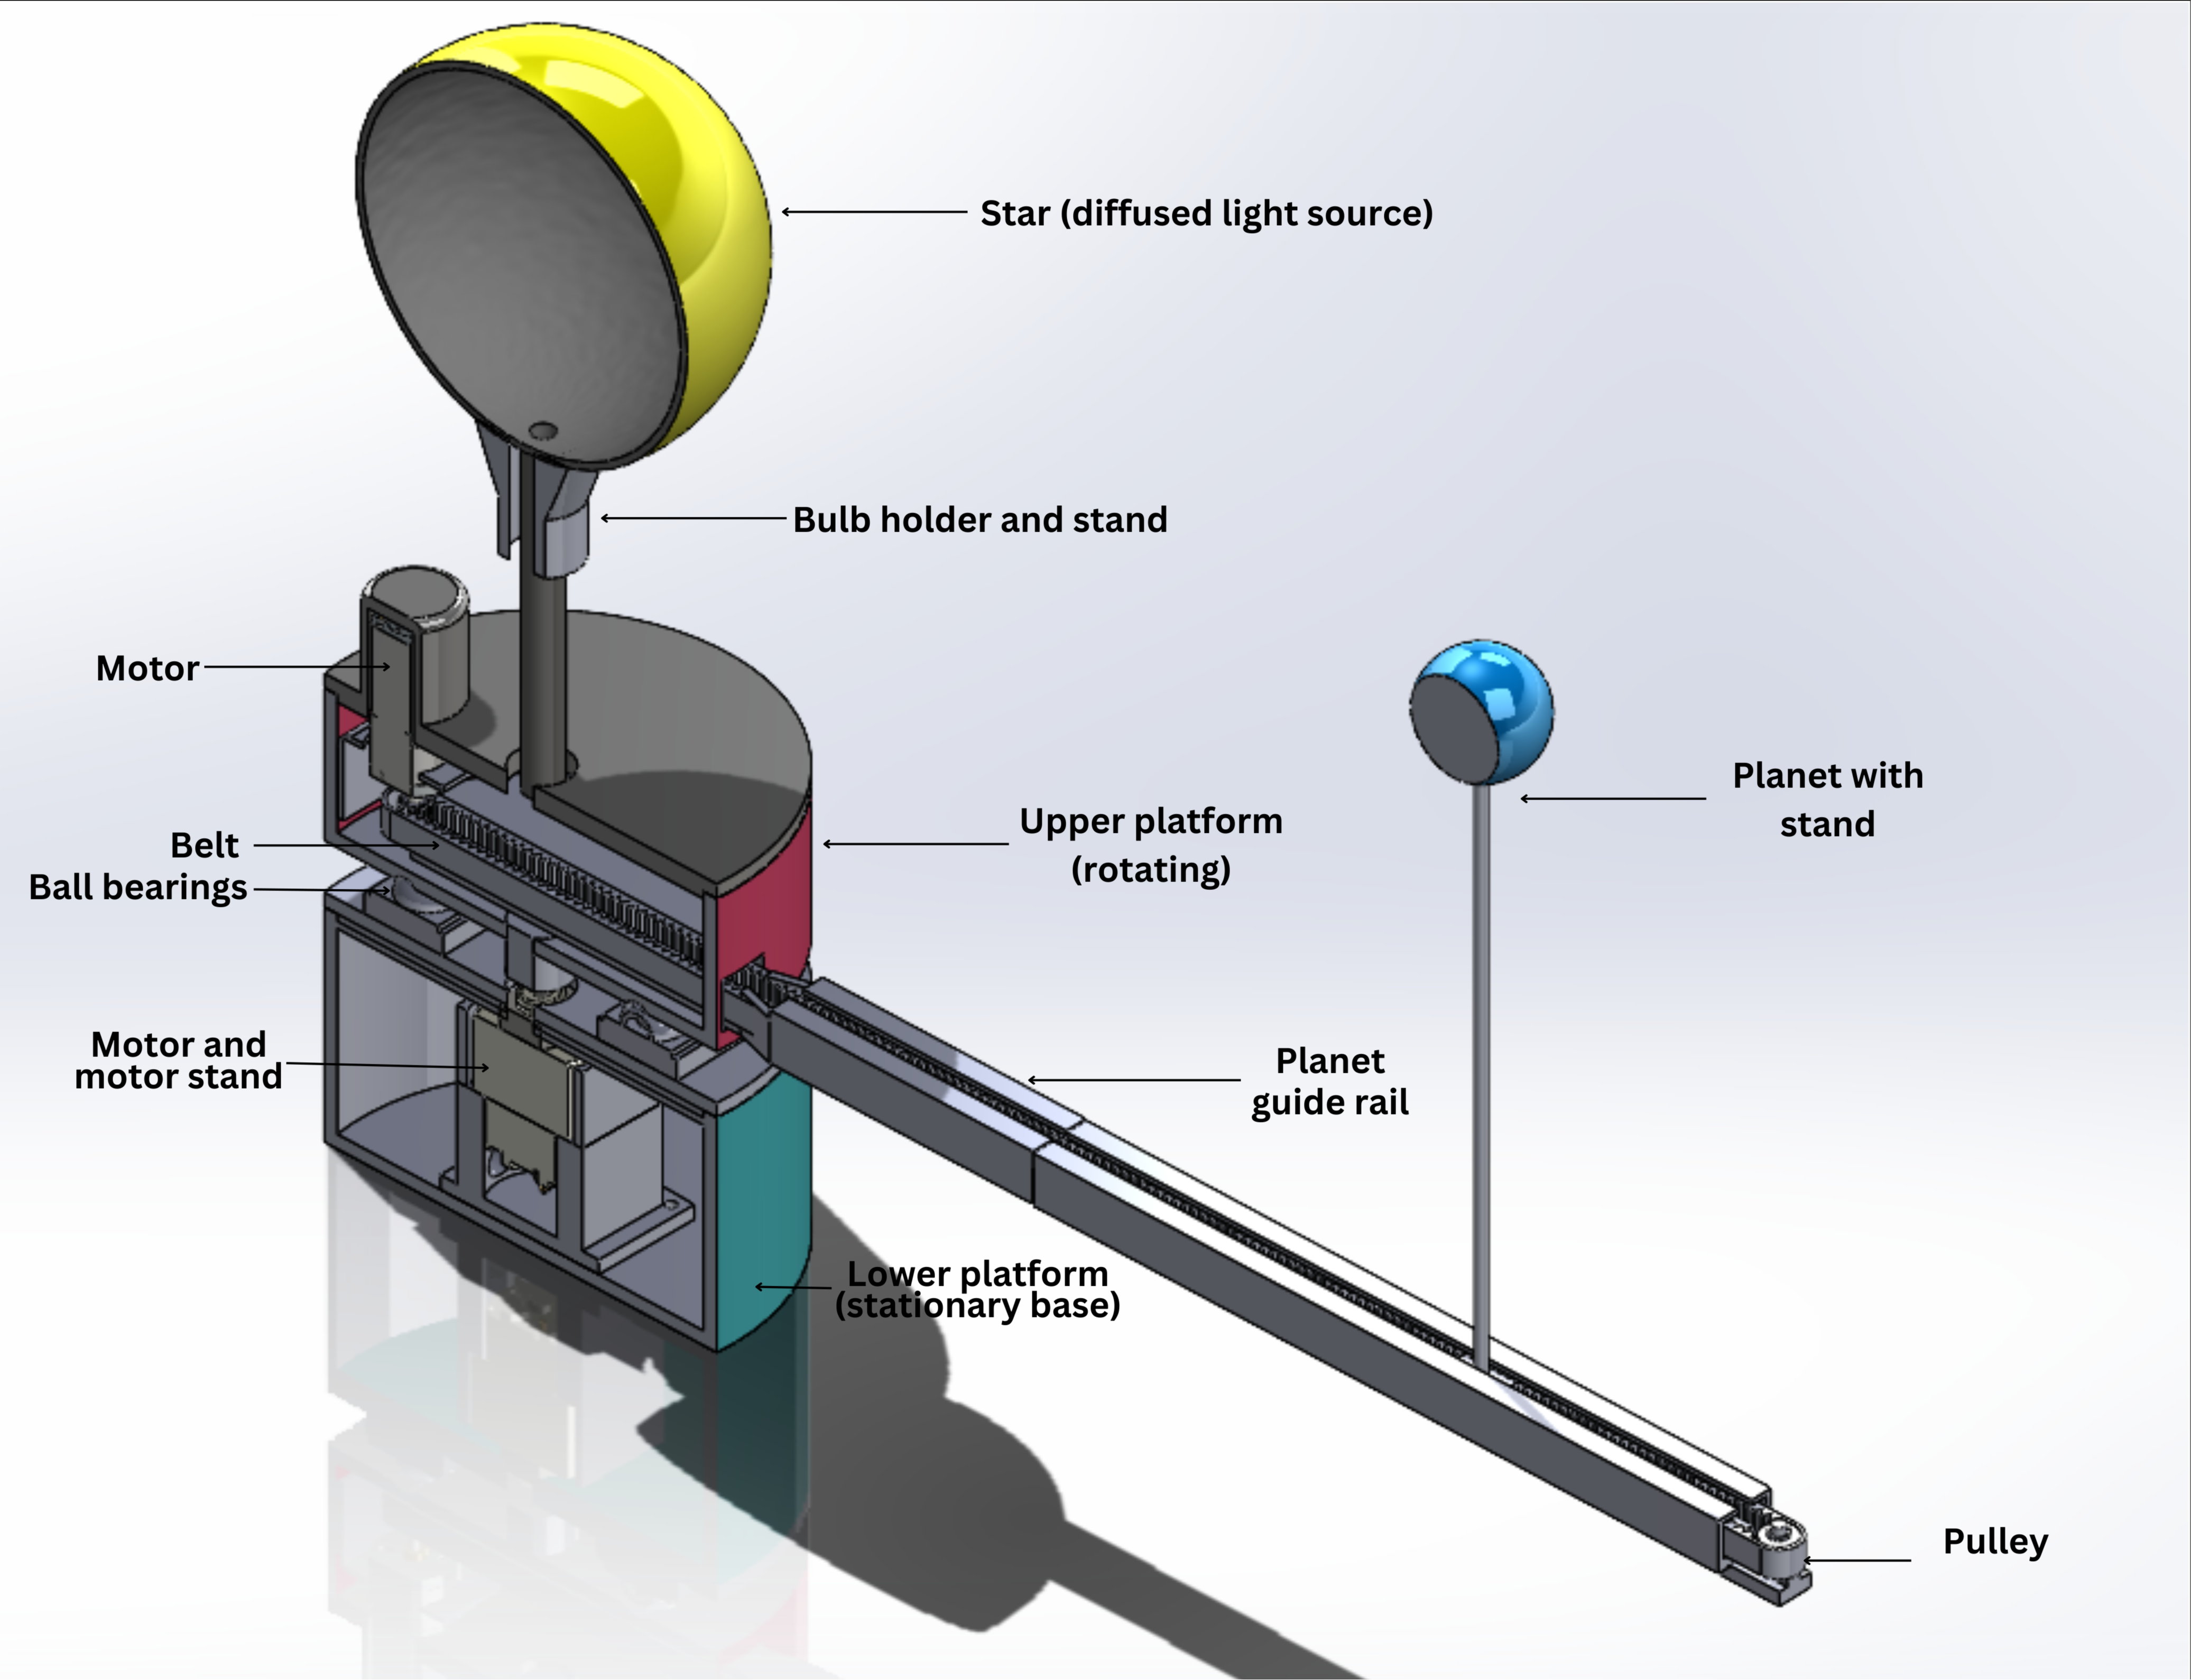 Star (diffused light source)
Bulb holder and stand
Motor
Planet with
stand
Upper platform
(rotating)
Belt
Ball bearings
Motor and
motor stand
Planet
guide rail
Lower platform
(stationary base)
Pulley